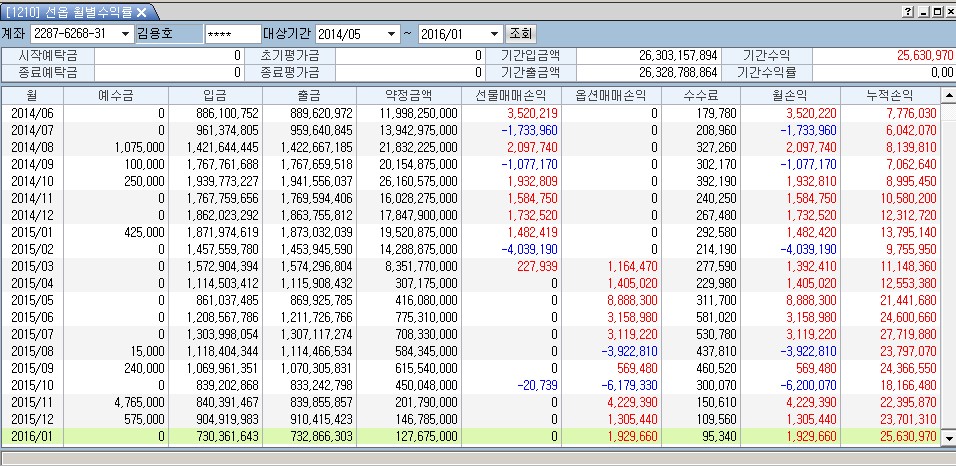 [1210] 선옵 월별수익률 ×
계좌 2287-6268-31 김용호 **** 대상기간 2014/05 ~ 2016/01 조회
시작예탁금 0 초기평가금 0 기간입금액 26,303,157,894 기간수익 25,630,970
종료예탁금 0 종료평가금 0 기간출금액 26,328,788,864 기간수익률 0,00
월 예수금 입금 출금 약정금액 선물매매손익 옵션매매손익 수수료 월손익 누적손익
2014/06 0 886,100,752 889,620,972 11,998,250,000 3,520,219 0 179,780 3,520,220 7,776,030
2014/07 0 961,374,805 959,640,845 13,942,975,000 -1,733,960 0 208,960 -1,733,960 6,042,070
2014/08 1,075,000 1,421,644,445 1,422,667,185 21,832,225,000 2,097,740 0 327,260 2,097,740 8,139,810
2014/09 100,000 1,767,761,688 1,767,659,518 20,154,875,000 -1,077,170 0 302,170 -1,077,170 7,062,640
2014/10 250,000 1,939,773,227 1,941,556,037 26,160,575,000 1,932,809 0 392,190 1,932,810 8,995,450
2014/11 0 1,767,759,656 1,769,594,406 16,028,275,000 1,584,750 0 240,250 1,584,750 10,580,200
2014/12 0 1,862,023,292 1,863,755,812 17,847,900,000 1,732,520 0 267,480 1,732,520 12,312,720
2015/01 425,000 1,871,974,619 1,873,032,039 19,520,875,000 1,482,419 0 292,580 1,482,420 13,795,140
2015/02 0 1,457,559,780 1,453,945,590 14,288,875,000 -4,039,190 0 214,190 -4,039,190 9,755,950
2015/03 0 1,572,904,394 1,574,296,804 8,351,770,000 227,939 1,164,470 277,590 1,392,410 11,148,360
2015/04 0 1,114,503,412 1,115,908,432 307,175,000 0 1,405,020 229,980 1,405,020 12,553,380
2015/05 0 861,037,485 869,925,785 416,080,000 0 8,888,300 311,700 8,888,300 21,441,680
2015/06 0 1,208,567,786 1,211,726,766 775,310,000 0 3,158,980 581,020 3,158,980 24,600,660
2015/07 0 1,303,998,054 1,307,117,274 708,330,000 0 3,119,220 530,780 3,119,220 27,719,880
2015/08 15,000 1,118,404,344 1,114,466,534 584,345,000 0 -3,922,810 437,810 -3,922,810 23,797,070
2015/09 240,000 1,069,961,351 1,070,305,831 615,540,000 0 569,480 460,520 569,480 24,366,550
2015/10 0 839,202,868 833,242,798 450,048,000 -20,739 -6,179,330 300,070 -6,200,070 18,166,480
2015/11 4,765,000 840,391,467 839,855,857 201,790,000 0 4,229,390 150,610 4,229,390 22,395,870
2015/12 575,000 904,919,983 910,415,423 146,785,000 0 1,305,440 109,560 1,305,440 23,701,310
2016/01 0 730,361,643 732,866,303 127,675,000 0 1,929,660 95,340 1,929,660 25,630,970